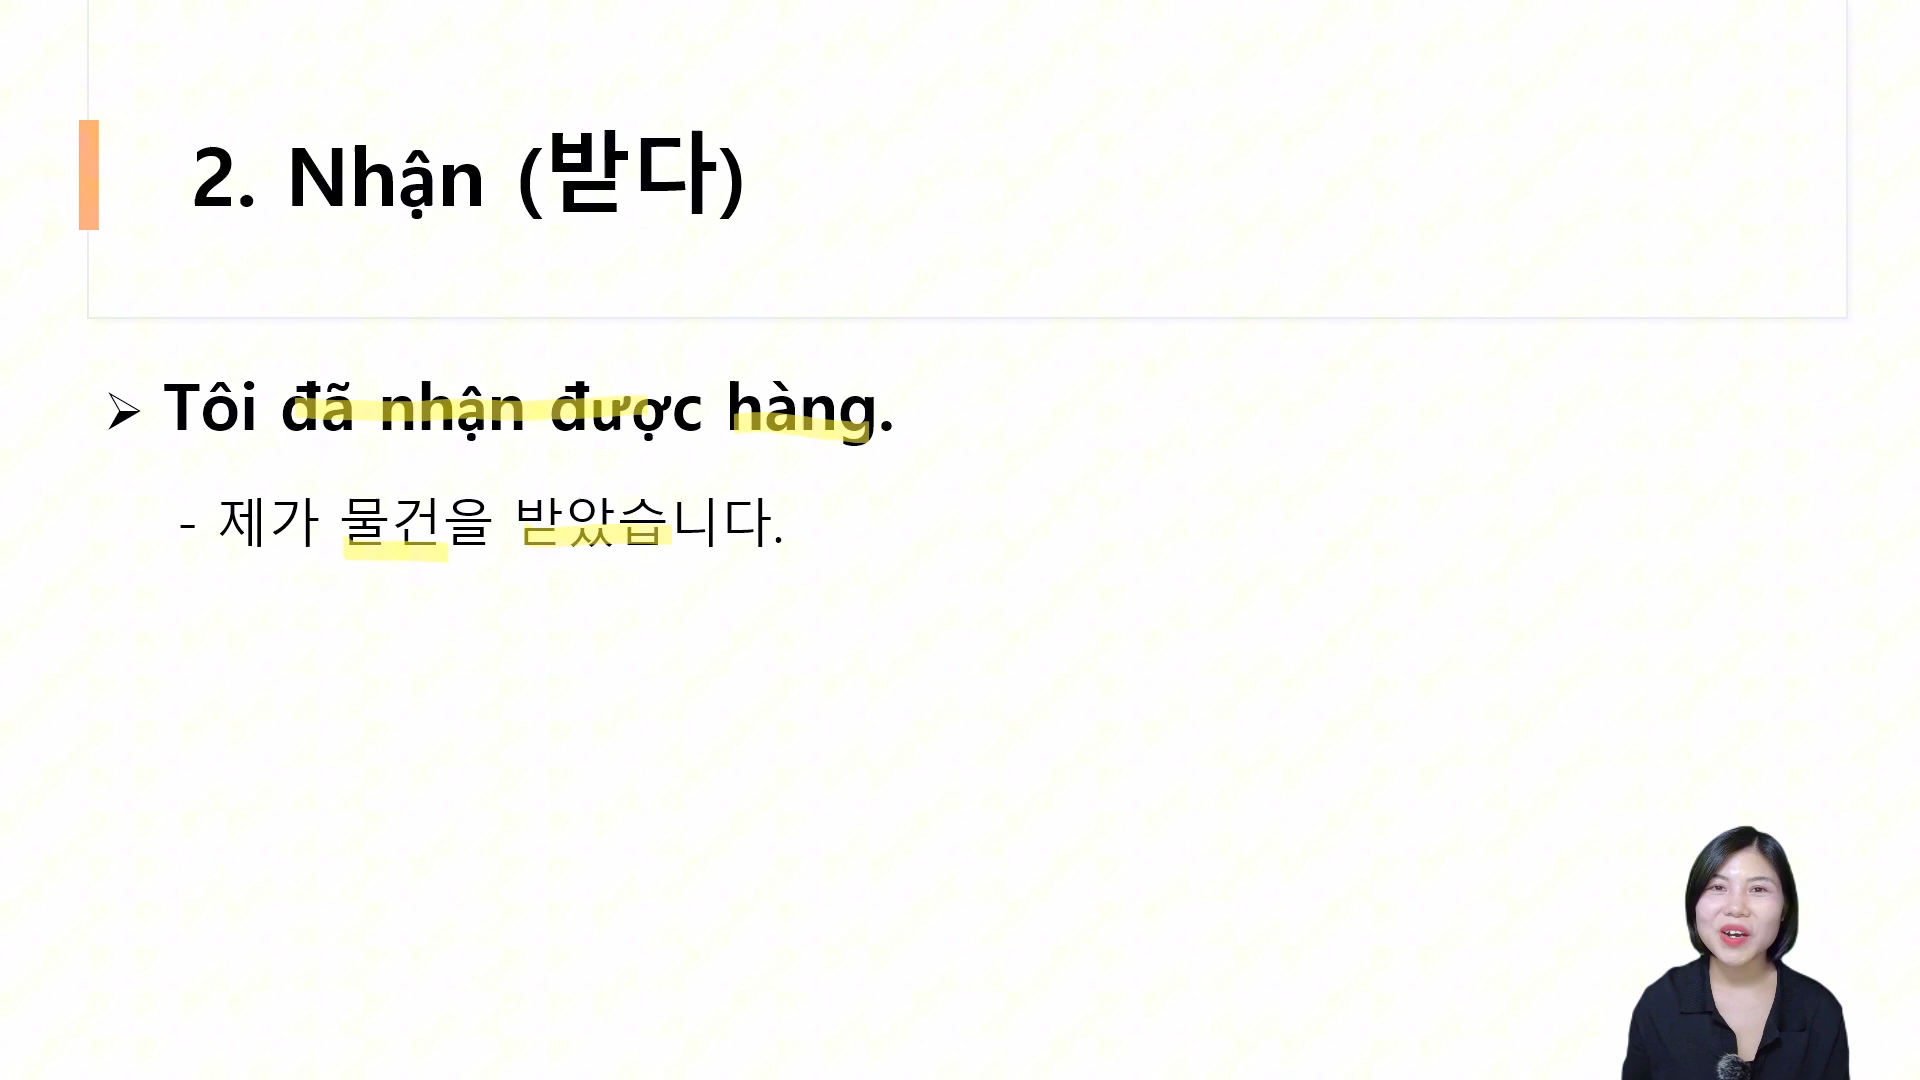 2. Nhận (받다)
➢ Tôi đã nhận được hàng.
- 제가 물건을 받았습니다.